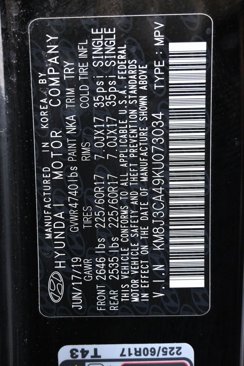 MANUFACTURED IN KOREA BY
HYUNDAI MOTOR COMPANY
JUN/17/19 GVWR4740lbs PAINT NKA TRIM TRY
GAWR TIRES RIMS COLD TIRE INFL.
FRONT 2646 lbs 225/60R17 7.0JX17 35psi SINGLE
REAR 2535 lbs 225/60R17 7.0JX17 35psi SINGLE
THIS VEHICLE CONFORMS TO ALL APPLICABLE U.S.A. FEDERAL
MOTOR VEHICLE SAFETY AND THEFT PREVENTION STANDARDS
IN EFFECT ON THE DATE OF MANUFACTURE SHOWN ABOVE
V.I.N KM8J3CA49KU073034 TYPE: MPV
225/60R17
T43